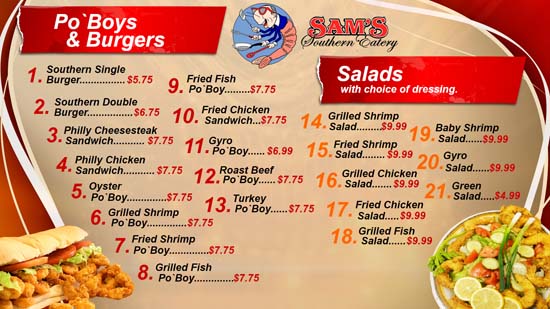 Po`Boys
& Burgers
SAM'S
Southern Eatery
Salads
with choice of dressing.
1. Southern Single
Burger................ $5.75
2. Southern Double
Burger................$6.75
3. Philly Cheesesteak
Sandwich............ $7.75
4. Philly Chicken
Sandwich............$7.75
5. Oyster
Po`Boy..............$7.75
6. Grilled Shrimp
Po`Boy..............$7.75
7. Fried Shrimp
Po`Boy..............$7.75
8. Grilled Fish
Po`Boy..............$7.75
9. Fried Fish
Po`Boy.........$7.75
10. Fried Chicken
Sandwich...$7.75
11. Gyro
Po`Boy...... $6.99
12. Roast Beef
Po`Boy......$7.75
13. Turkey
Po`Boy......$7.75
14. Grilled Shrimp
Salad.........$9.99
15. Fried Shrimp
Salad........$9.99
16. Grilled Chicken
Salad....... $9.99
17. Fried Chicken
Salad.....$9.99
18. Grilled Fish
Salad......$9.99
19. Baby Shrimp
Salad......$9.99
20. Gyro
Salad......$9.99
21. Green
Salad.....$4.99